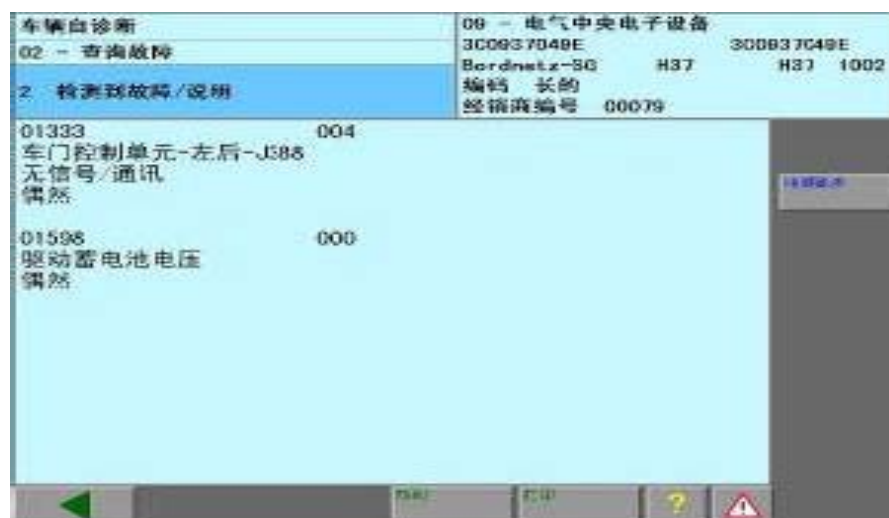 车辆自诊断
02 - 查询故障
2 检测到故障/说明
09 - 电气中央电子设备
3C0937049E 3C0937049E
Bordnetz-SG H37 H37 1002
编码 长的
经销商编号 00079
01333 004
车门控制单元-左后-J388
无信号/通讯
偶然
01598 000
驱动蓄电池电压
偶然
打印
?